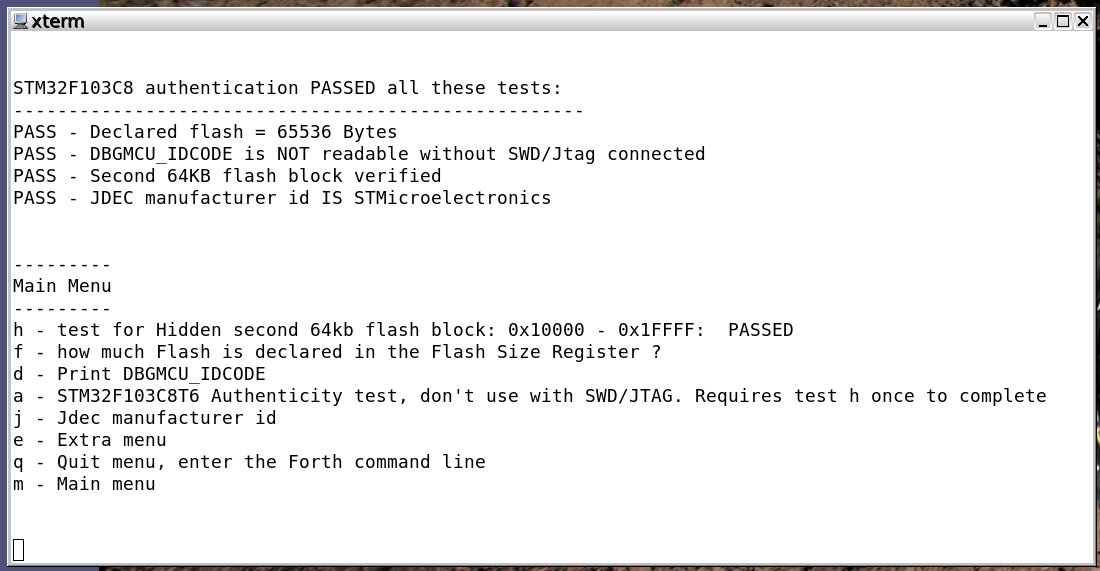 xterm
STM32F103C8 authentication PASSED all these tests:
----------------------------------------------------
PASS - Declared flash = 65536 Bytes
PASS - DBGMCU_IDCODE is NOT readable without SWD/Jtag connected
PASS - Second 64KB flash block verified
PASS - JDEC manufacturer id IS STMicroelectronics
---------
Main Menu
---------
h - test for Hidden second 64kb flash block: 0x10000 - 0x1FFFF:  PASSED
f - how much Flash is declared in the Flash Size Register ?
d - Print DBGMCU_IDCODE
a - STM32F103C8T6 Authenticity test, don't use with SWD/JTAG. Requires test h once to complete
j - Jdec manufacturer id
e - Extra menu
q - Quit menu, enter the Forth command line
m - Main menu